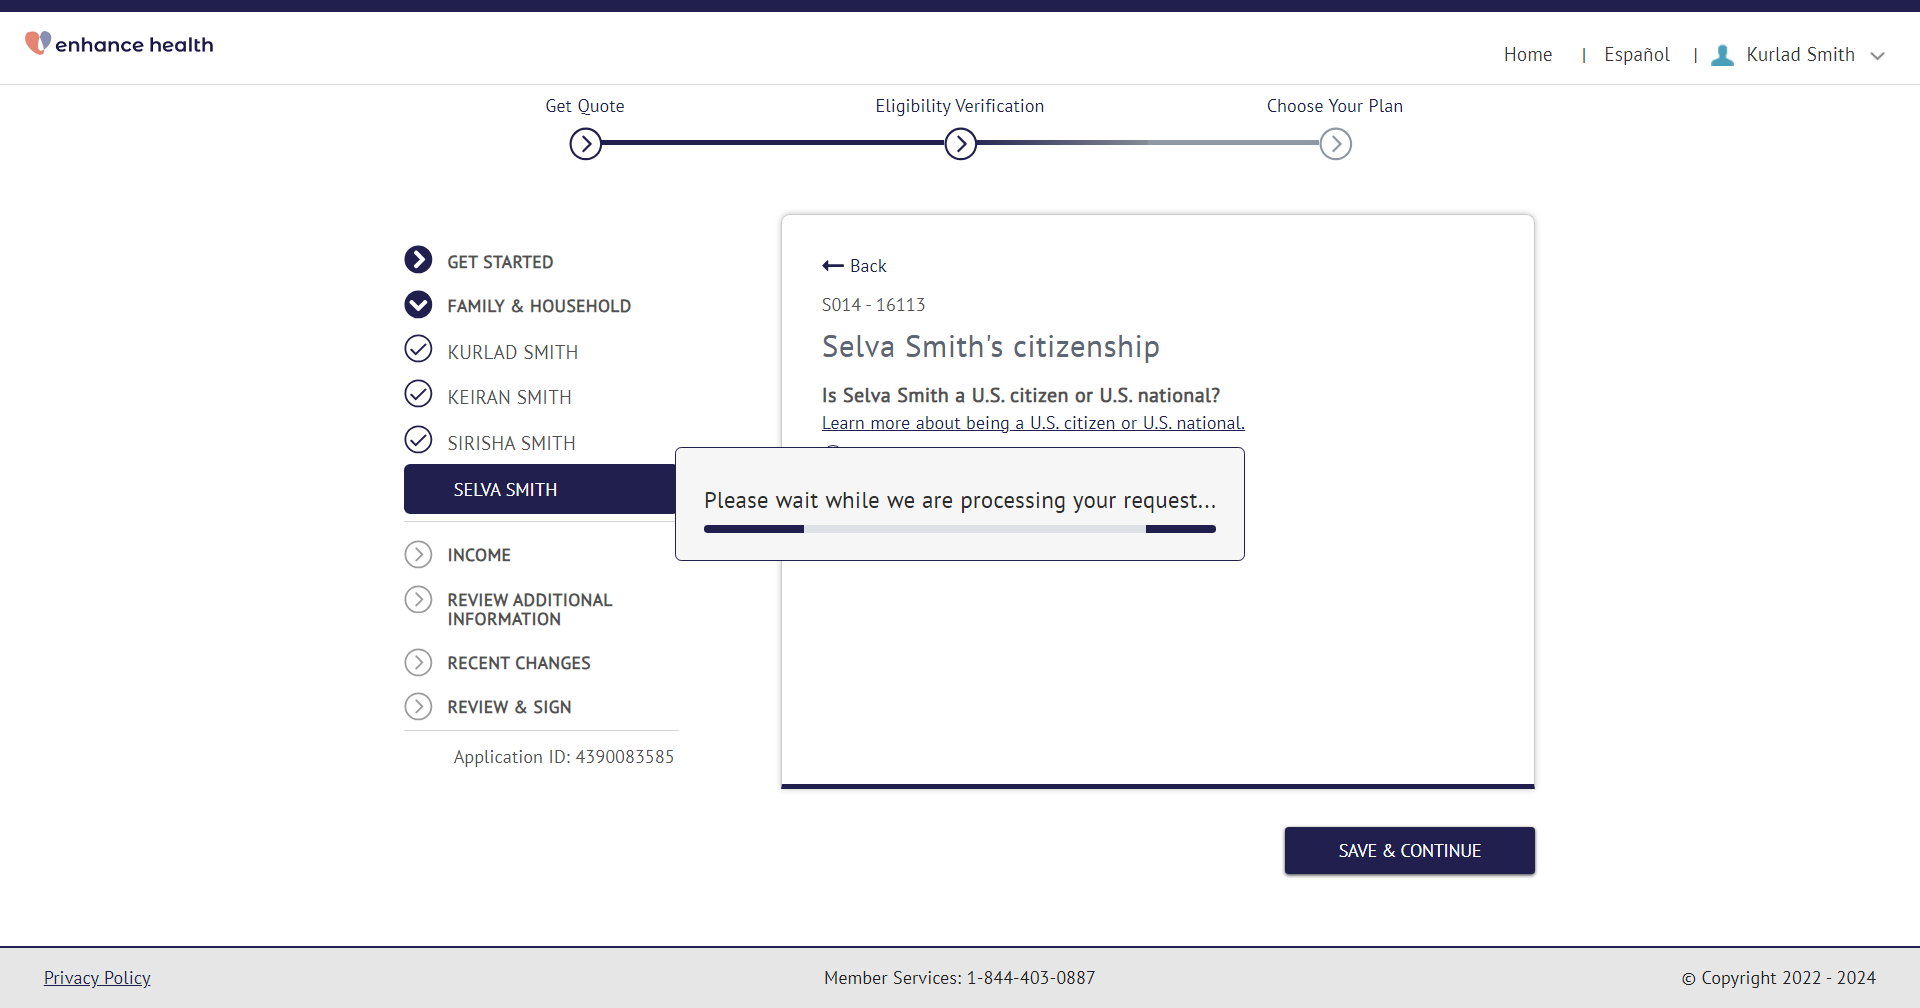 enhance health
Home | Español | Kurlad Smith
Get Quote
Eligibility Verification
Choose Your Plan
GET STARTED
FAMILY & HOUSEHOLD
KURLAD SMITH
KEIRAN SMITH
SIRISHA SMITH
SELVA SMITH
INCOME
REVIEW ADDITIONAL
INFORMATION
RECENT CHANGES
REVIEW & SIGN
Application ID: 4390083585
Back
S014 - 16113
Selva Smith's citizenship
Is Selva Smith a U.S. citizen or U.S. national?
Learn more about being a U.S. citizen or U.S. national.
Please wait while we are processing your request...
SAVE & CONTINUE
Privacy Policy
Member Services: 1-844-403-0887
© Copyright 2022 - 2024